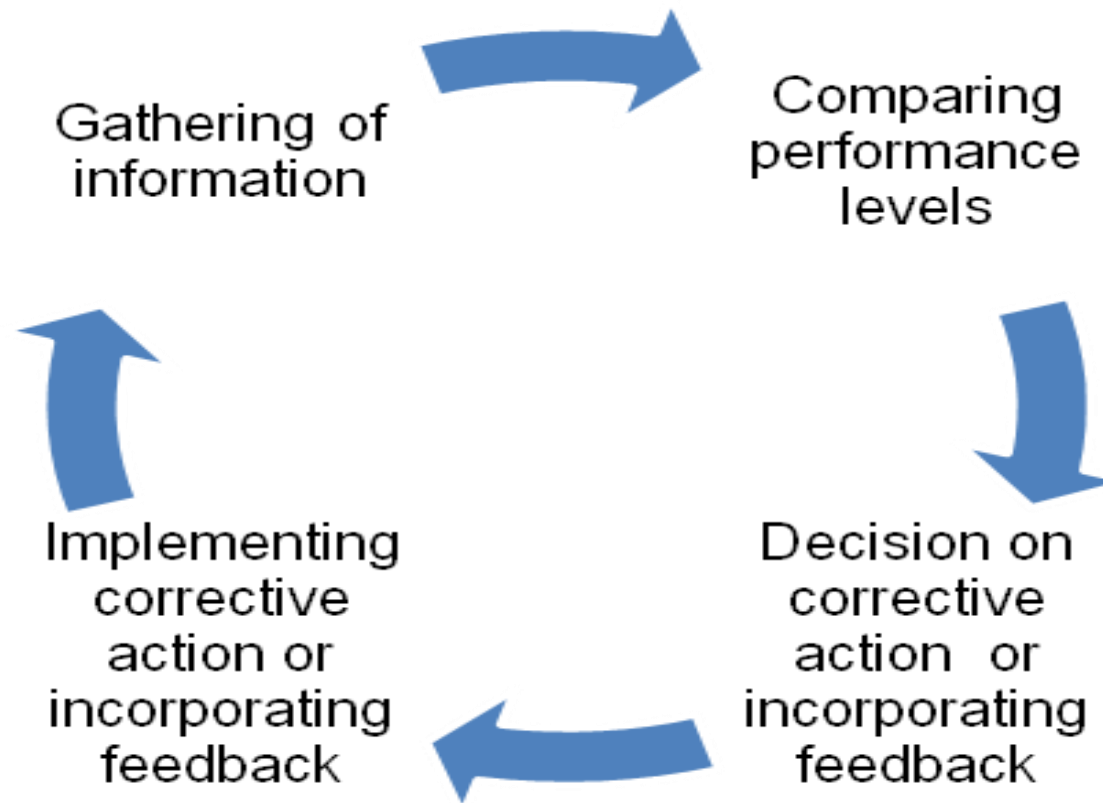 Gathering of
information
Comparing
performance
levels
Decision on
corrective
action or
incorporating
feedback
Implementing
corrective
action or
incorporating
feedback